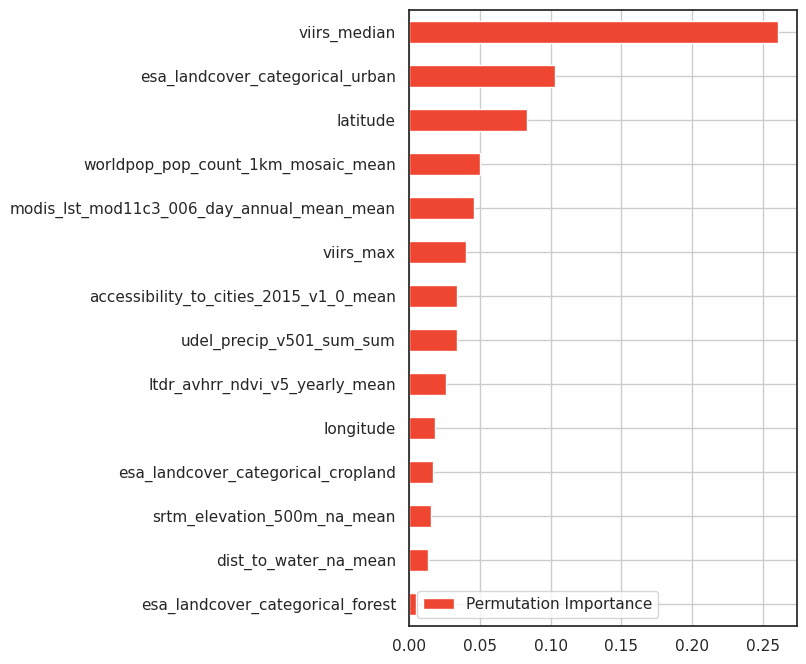 viirs_median
esa_landcover_categorical_urban
latitude
worldpop_pop_count_1km_mosaic_mean
modis_lst_mod11c3_006_day_annual_mean_mean
viirs_max
accessibility_to_cities_2015_v1_0_mean
udel_precip_v501_sum_sum
ltdr_avhrr_ndvi_v5_yearly_mean
longitude
esa_landcover_categorical_cropland
srtm_elevation_500m_na_mean
dist_to_water_na_mean
esa_landcover_categorical_forest
Permutation Importance
0.00 0.05 0.10 0.15 0.20 0.25